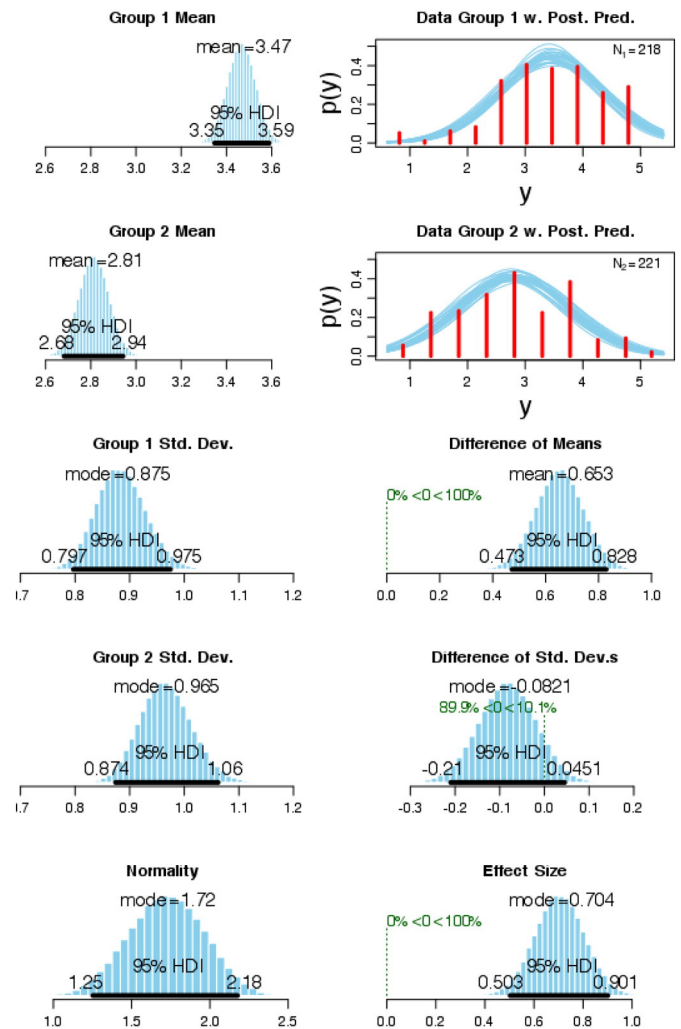 Group 1 Mean
mean=3.47
95% HDI
3.35 3.59
2.6 2.8 3.0 3.2 3.4 3.6
Data Group 1 w. Post. Pred.
N1=218
p(y)
0.4
0.2
0.0
1 2 3 4 5
y
Group 2 Mean
mean=2.81
95% HDI
2.68 2.94
2.6 2.8 3.0 3.2 3.4 3.6
Data Group 2 w. Post. Pred.
N2=221
p(y)
0.4
0.2
0.0
1 2 3 4 5
y
Group 1 Std. Dev.
mode=0.875
95% HDI
0.797 0.975
).7 0.8 0.9 1.0 1.1 1.2
Difference of Means
mean=0.653
0% <0< 100%
95% HDI
0.473 0.828
0.0 0.2 0.4 0.6 0.8 1.0
Group 2 Std. Dev.
mode=0.965
95% HDI
0.874 1.06
).7 0.8 0.9 1.0 1.1 1.2
Difference of Std. Dev.s
mode=-0.0821
89.9% <0< 10.1%
95% HDI
-0.21 0.0451
-0.3 -0.2 -0.1 0.0 0.1 0.2
Normality
mode=1.72
95% HDI
1.25 2.18
1.0 1.5 2.0 2.5
Effect Size
mode=0.704
0% <0< 100%
95% HDI
0.503 0.901
0.0 0.2 0.4 0.6 0.8 1.0